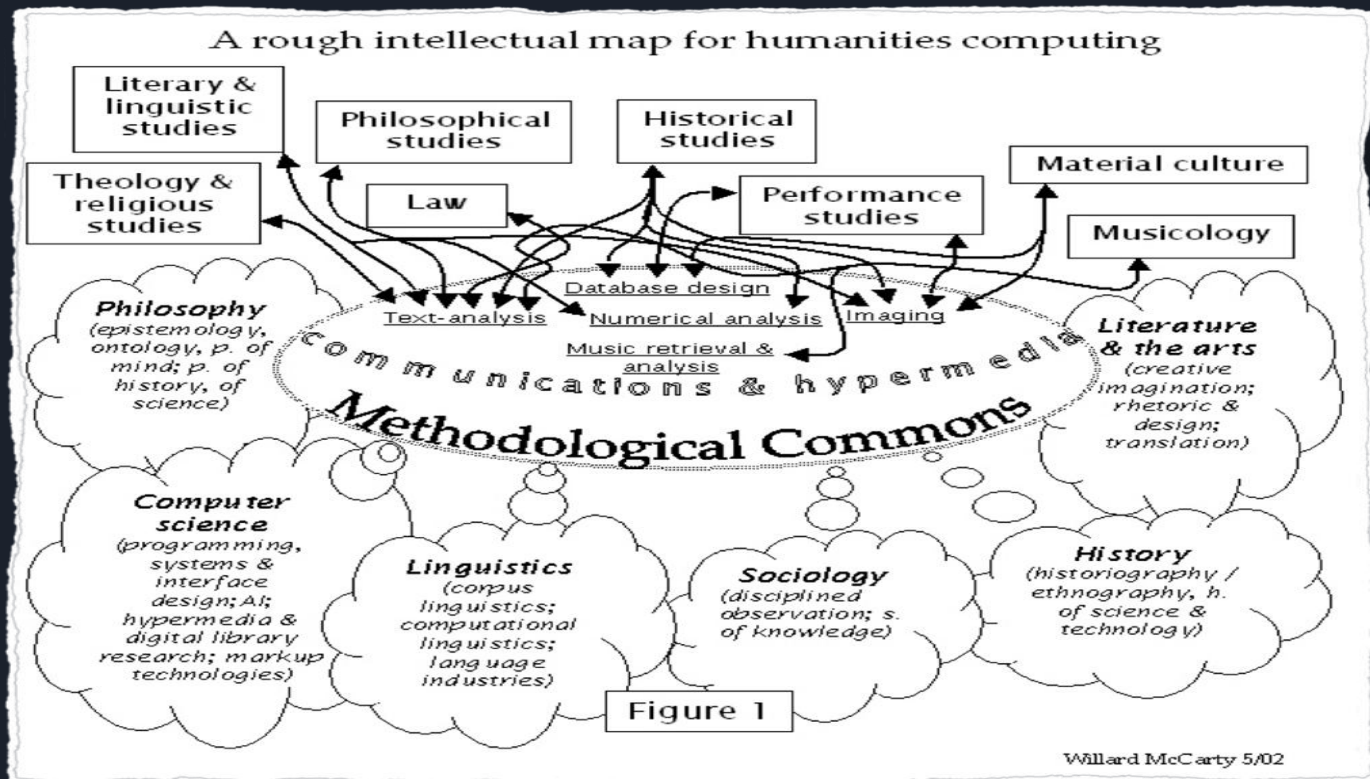 A rough intellectual map for humanities computing
Literary &
linguistic
studies
Philosophical
studies
Historical
studies
Material culture
Theology &
religious
studies
Law
Performance
studies
Musicology
Database design
Text-analysis
Numerical analysis
Imaging
Music retrieval &
analysis
communications & hypermedia
Methodological Commons
Philosophy
(epistemology,
ontology, p. of
mind; p. of
history, of
science)
Literature
& the arts
(creative
imagination;
rhetoric &
design;
translation)
Computer
science
(programming,
systems &
interface
design; AI;
hypermedia &
digital library
research; markup
technologies)
Linguistics
(corpus
linguistics;
computational
linguistics;
language
industries)
Sociology
(disciplined
observation; s.
of knowledge)
History
(historiography /
ethnography, h.
of science &
technology)
Figure 1
Willard McCarty 5/02